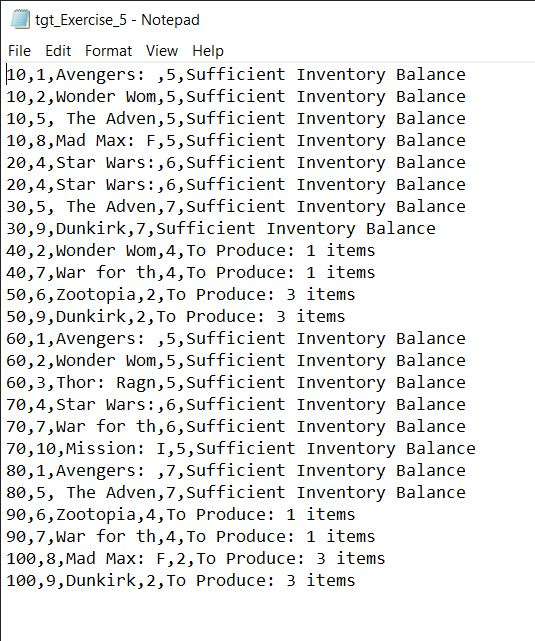 tgt_Exercise_5 - Notepad
File Edit Format View Help
10,1,Avengers: ,5,Sufficient Inventory Balance
10,2,Wonder Wom,5,Sufficient Inventory Balance
10,5, The Adven,5,Sufficient Inventory Balance
10,8,Mad Max: F,5,Sufficient Inventory Balance
20,4,Star Wars:,6,Sufficient Inventory Balance
20,4,Star Wars:,6,Sufficient Inventory Balance
30,5, The Adven,7,Sufficient Inventory Balance
30,9,Dunkirk,7,Sufficient Inventory Balance
40,2,Wonder Wom,4,To Produce: 1 items
40,7,War for th,4,To Produce: 1 items
50,6,Zootopia,2,To Produce: 3 items
50,9,Dunkirk,2,To Produce: 3 items
60,1,Avengers: ,5,Sufficient Inventory Balance
60,2,Wonder Wom,5,Sufficient Inventory Balance
60,3,Thor: Ragn,5,Sufficient Inventory Balance
70,4,Star Wars:,6,Sufficient Inventory Balance
70,7,War for th,6,Sufficient Inventory Balance
70,10,Mission: I,5,Sufficient Inventory Balance
80,1,Avengers: ,7,Sufficient Inventory Balance
80,5, The Adven,7,Sufficient Inventory Balance
90,6,Zootopia,4,To Produce: 1 items
90,7,War for th,4,To Produce: 1 items
100,8,Mad Max: F,2,To Produce: 3 items
100,9,Dunkirk,2,To Produce: 3 items